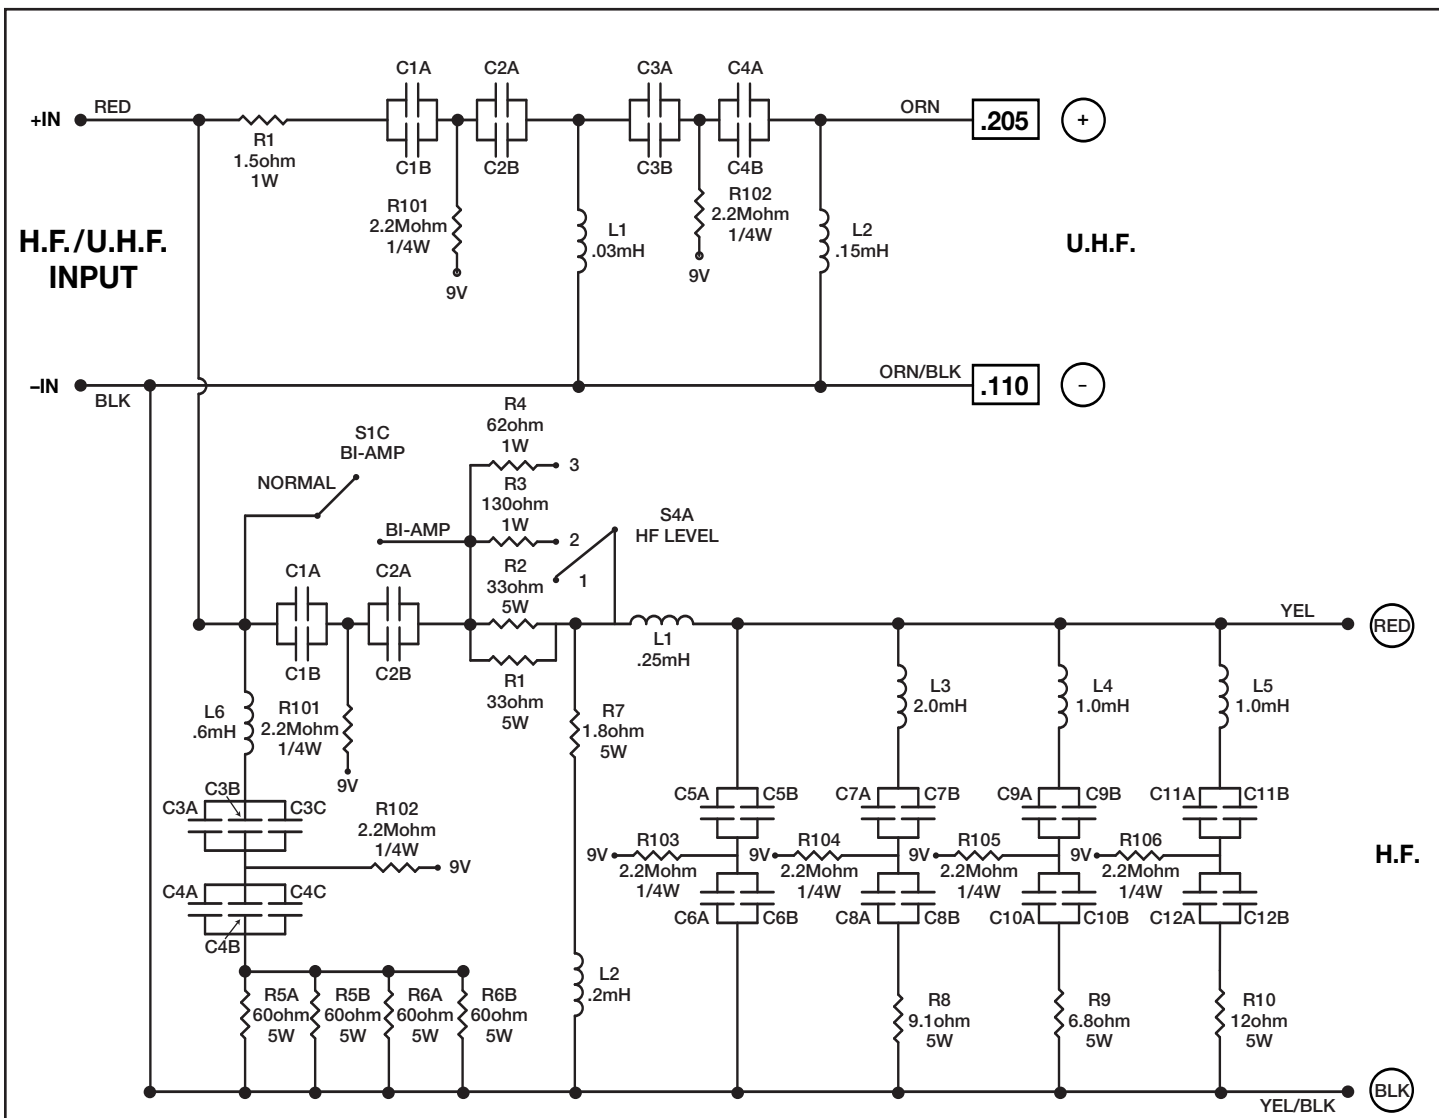 C1A
C2A
C3A
C4A
+IN
RED
ORN
.205
+
R1
1.5ohm
1W
C1B
C2B
C3B
C4B
R101
2.2Mohm
1/4W
9V
L1
.03mH
R102
2.2Mohm
1/4W
9V
L2
.15mH
H.F./U.H.F.
INPUT
U.H.F.
–IN
BLK
ORN/BLK
.110
-
R4
62ohm
1W
3
S1C
BI-AMP
NORMAL
R3
130ohm
1W
2
BI-AMP
S4A
HF LEVEL
1
C1A
C2A
R2
33ohm
5W
YEL
RED
C1B
C2B
R1
33ohm
5W
L1
.25mH
L6
.6mH
R101
2.2Mohm
1/4W
9V
R7
1.8ohm
5W
L3
2.0mH
L4
1.0mH
L5
1.0mH
C3B
C3A
C3C
R102
2.2Mohm
1/4W
9V
C5A
C5B
C7A
C7B
C9A
C9B
C11A
C11B
9V
R103
2.2Mohm
1/4W
9V
R104
2.2Mohm
1/4W
9V
R105
2.2Mohm
1/4W
9V
R106
2.2Mohm
1/4W
H.F.
C4A
C4C
C4B
C6A
C6B
C8A
C8B
C10A
C10B
C12A
C12B
R5A
60ohm
5W
R5B
60ohm
5W
R6A
60ohm
5W
R6B
60ohm
5W
L2
.2mH
R8
9.1ohm
5W
R9
6.8ohm
5W
R10
12ohm
5W
YEL/BLK
BLK